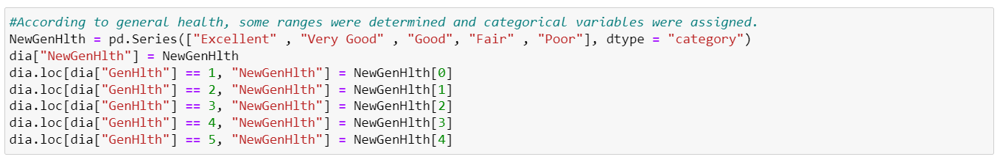 #According to general health, some ranges were determined and categorical variables were assigned.
NewGenHlth = pd.Series(["Excellent" , "Very Good" , "Good", "Fair" , "Poor"], dtype = "category")
dia["NewGenHlth"] = NewGenHlth
dia.loc[dia["GenHlth"] == 1, "NewGenHlth"] = NewGenHlth[0]
dia.loc[dia["GenHlth"] == 2, "NewGenHlth"] = NewGenHlth[1]
dia.loc[dia["GenHlth"] == 3, "NewGenHlth"] = NewGenHlth[2]
dia.loc[dia["GenHlth"] == 4, "NewGenHlth"] = NewGenHlth[3]
dia.loc[dia["GenHlth"] == 5, "NewGenHlth"] = NewGenHlth[4]